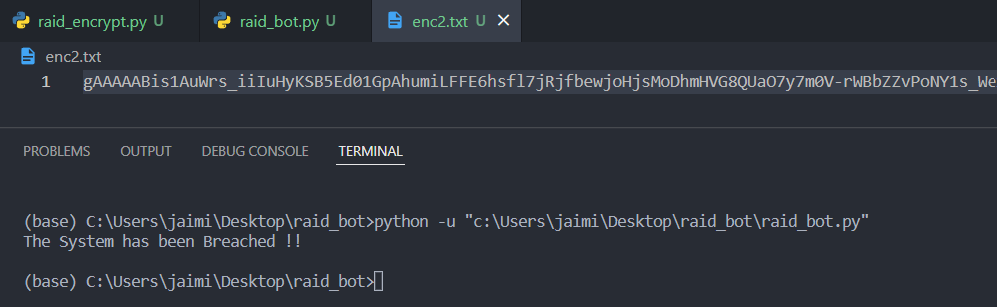 raid_encrypt.py U raid_bot.py U enc2.txt U ×
enc2.txt
1 gAAAAABis1AuWrs_iiIuHyKSB5Ed01GpAhumiLFFE6hsfl7jRjfbewjoHjsMoDhmHVG8QUaO7y7m0V-rWBbZZvPoNY1s_We
PROBLEMS OUTPUT DEBUG CONSOLE TERMINAL
(base) C:\Users\jaimi\Desktop\raid_bot>python -u "c:\Users\jaimi\Desktop\raid_bot\raid_bot.py"
The System has been Breached !!
(base) C:\Users\jaimi\Desktop\raid_bot>